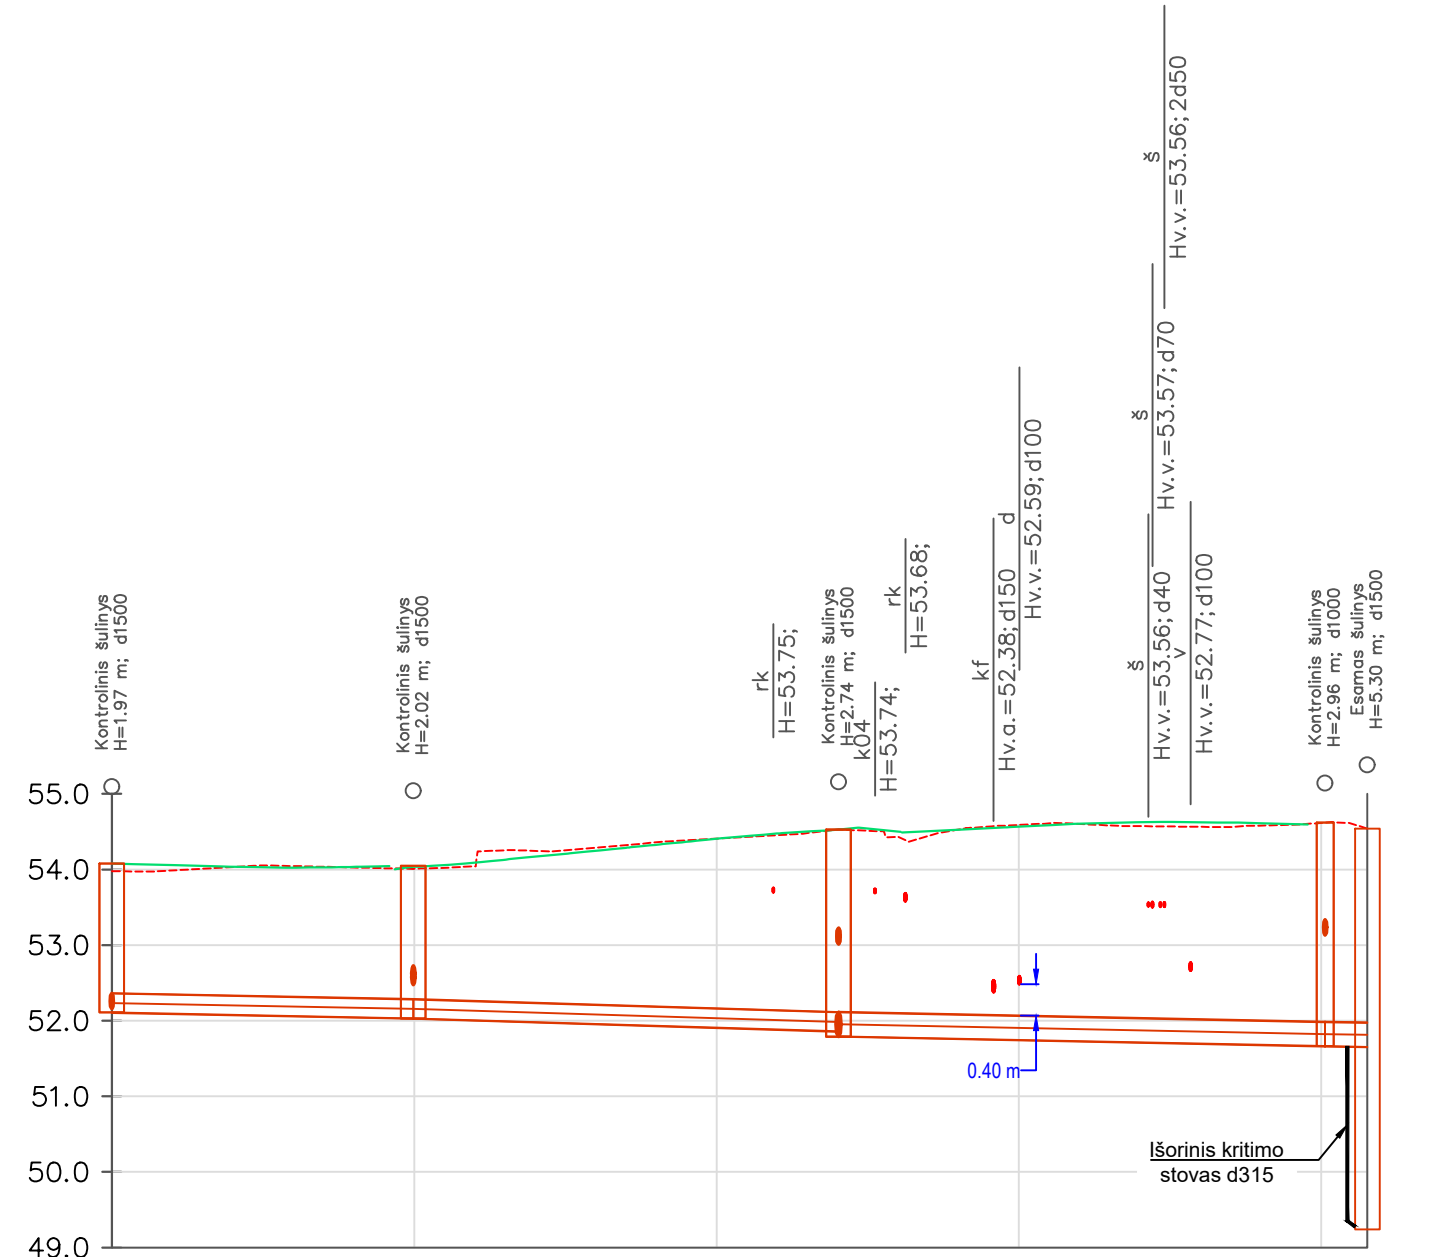 š
Hv.v.=53.56; 2d50
š
Hv.v.=53.57; d70
d
Hv.v.=52.59; d100
š
Hv.v.=53.56; d40
v
Hv.v.=52.77; d100
kf
Hv.a.=52.38; d150
rk
H=53.68;
rk
H=53.75;
k04
H=53.74;
Kontrolinis šulinys
H=1.97 m; d1500
Kontrolinis šulinys
H=2.02 m; d1500
Kontrolinis šulinys
H=2.74 m; d1500
Kontrolinis šulinys
H=2.96 m; d1000
Esamas šulinys
H=5.30 m; d1500
55.0
54.0
53.0
52.0
51.0
50.0
49.0
0.40 m
Išorinis kritimo
stovas d315